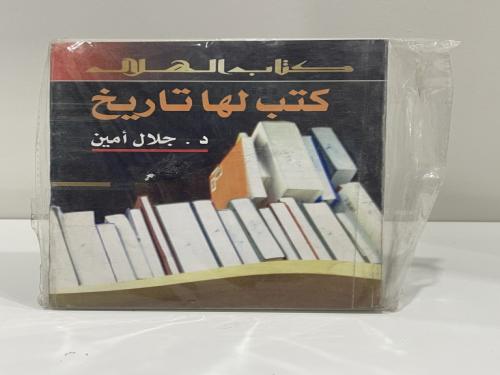 كتاب الهلال
كتب لها تاريخ
د. جلال أمين